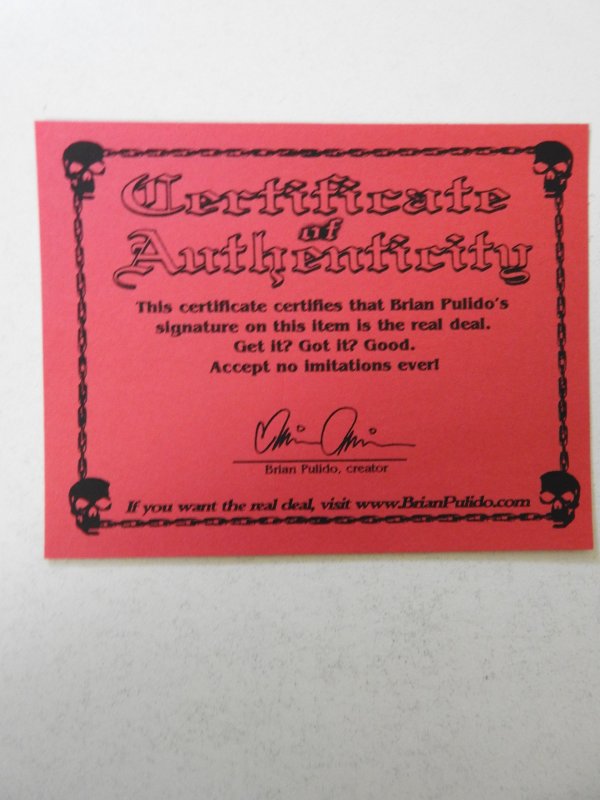 Certificate
of
Authenticity
This certificate certifies that Brian Pulido's
signature on this item is the real deal.
Get it? Got it? Good.
Accept no imitations ever!
Brian Pulido, creator
If you want the real deal, visit www.BrianPulido.com